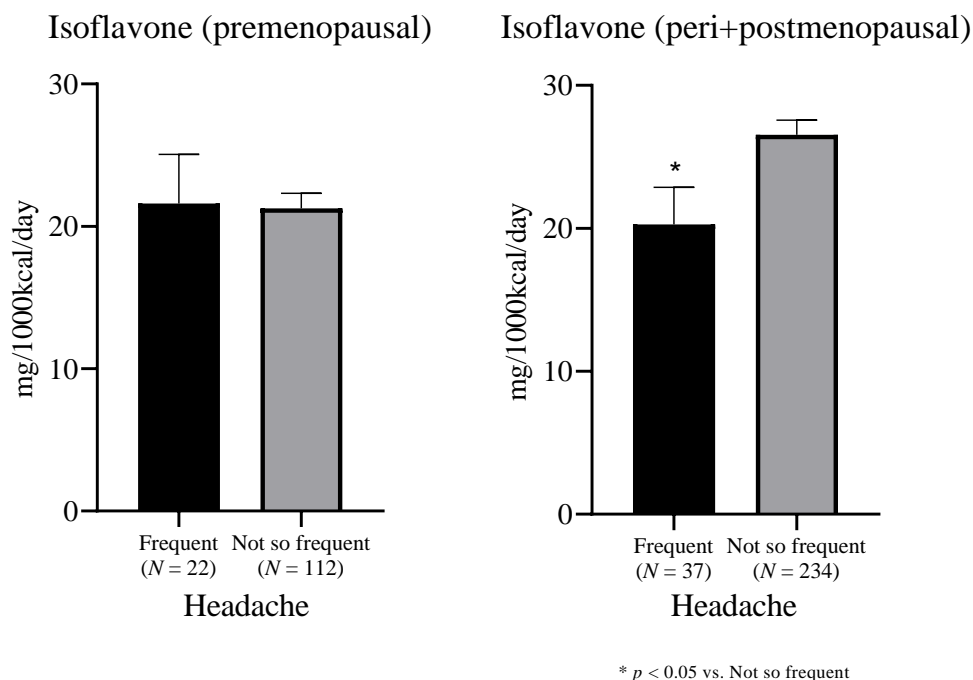 Isoflavone (premenopausal)
mg/1000kcal/day
30
20
10
0
Frequent
(N = 22)
Not so frequent
(N = 112)
Headache
Isoflavone (peri+postmenopausal)
mg/1000kcal/day
30
20
10
0
*
Frequent
(N = 37)
Not so frequent
(N = 234)
Headache
* p < 0.05 vs. Not so frequent